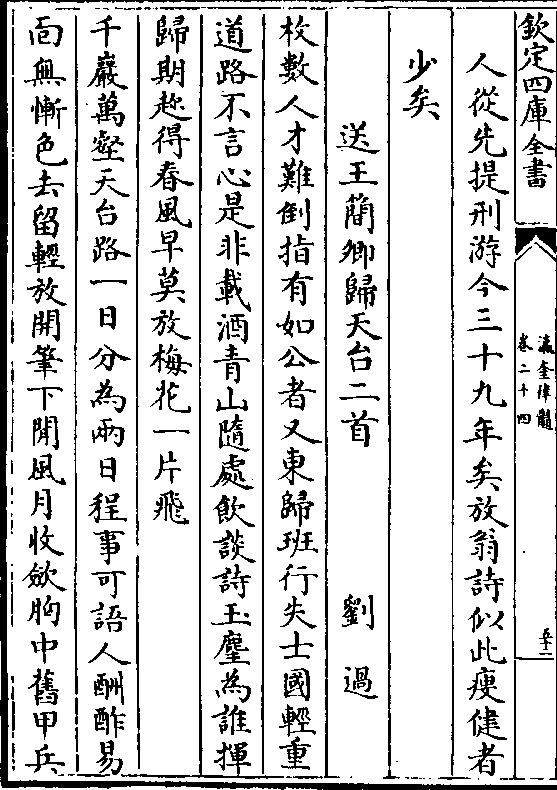 欽定四庫全書
瀛奎律髓
卷二十四
五十二
人從先提刑游今三十九年矣放翁詩似此瘦健者
少矣
送王簡卿歸天台二首 劉過
枚數人才難倒指有如公者又東歸班行失士國輕重
道路不言心是非載酒青山隨處飲談詩玉麈為誰揮
歸期趂得春風早莫放梅花一片飛
千巖萬壑天台路一日分為兩日程事可語人酬酢易
面無慚色去留輕放開筆下閒風月收斂胸中舊甲兵